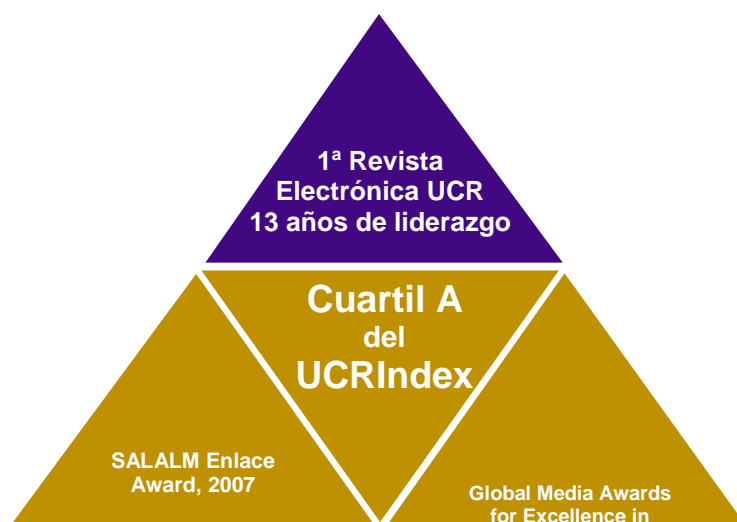 1ª Revista
Electrónica UCR
13 años de liderazgo
Cuartil A
del
UCRIndex
SALALM Enlace
Award, 2007
Global Media Awards
for Excellence in